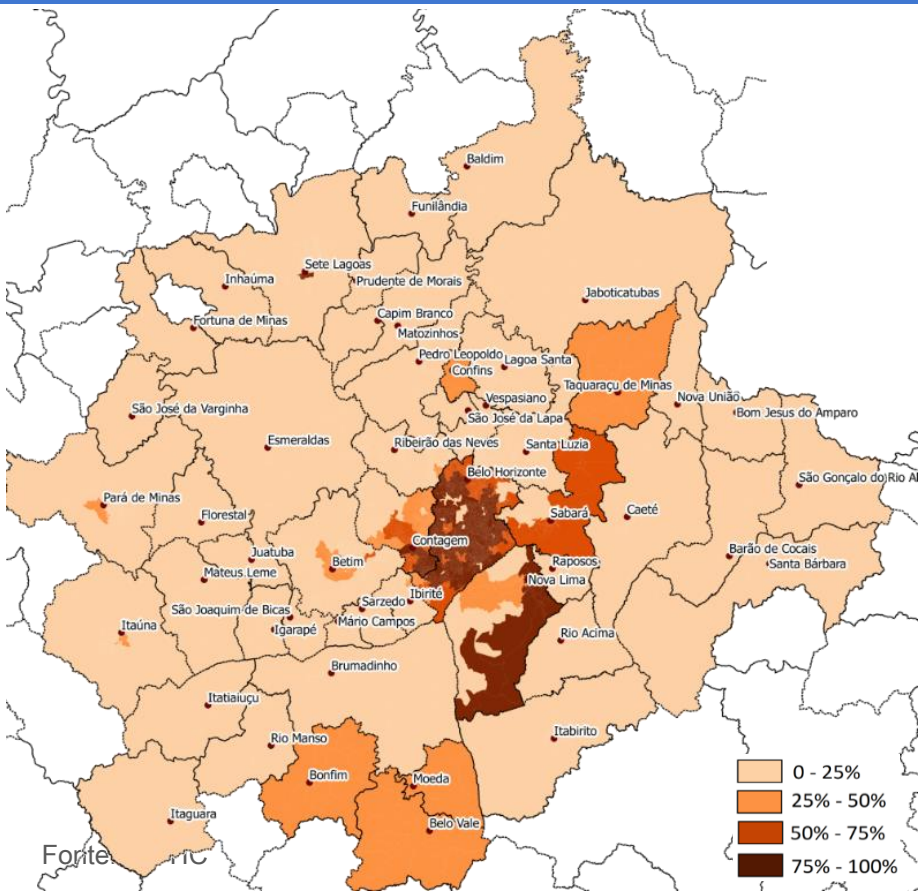 Baldim
Funilândia
Sete Lagoas
Prudente de Morais
Inhaúma
Jaboticatubas
Capim Branco
Fortuna de Minas
Matozinhos
Pedro Leopoldo
Lagoa Santa
Confins
Taquaraçu de Minas
Nova União
Vespasiano
Bom Jesus do Amparo
São José da Varginha
São José da Lapa
Esmeraldas
Ribeirão das Neves
Santa Luzia
Belo Horizonte
São Gonçalo do Rio Al
Pará de Minas
Sabará
Caeté
Florestal
Contagem
Juatuba
Betim
Raposos
Barão de Cocais
Santa Bárbara
Mateus Leme
Nova Lima
Ibirité
Sarzedo
São Joaquim de Bicas
Mário Campos
Igarapé
Itaúna
Rio Acima
Brumadinho
Itatiaiuçu
Rio Manso
Itabirito
Bonfim
Moeda
Itaguara
Belo Vale
0 - 25%
25% - 50%
50% - 75%
75% - 100%